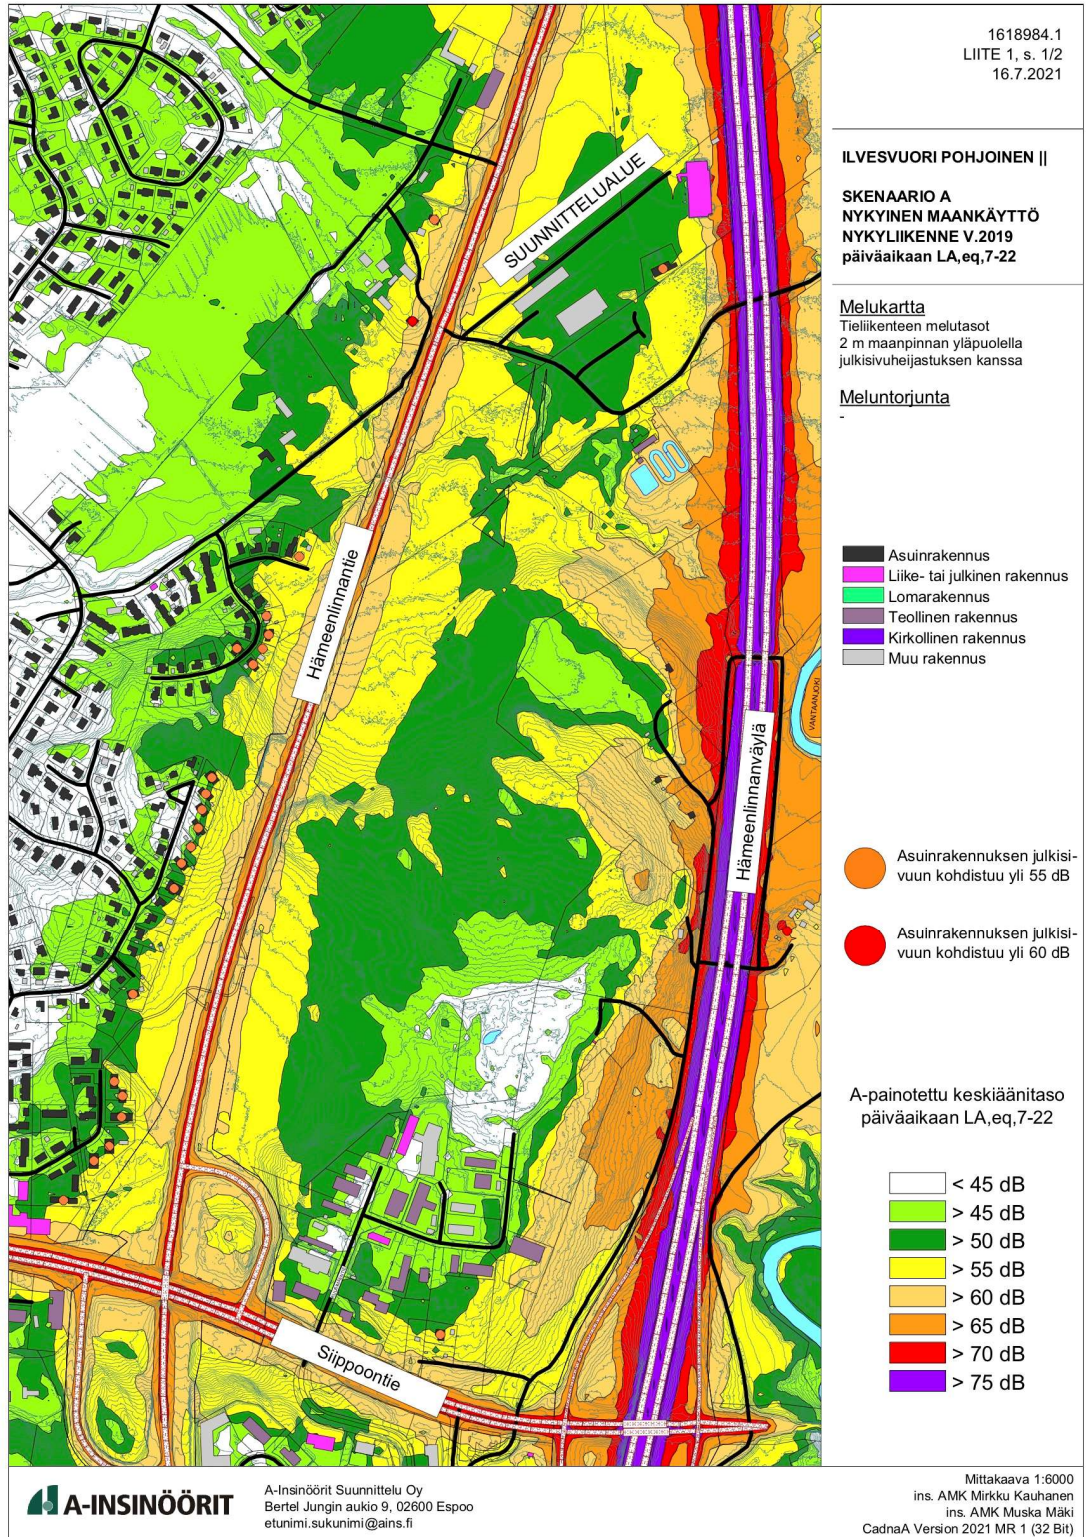 1618984.1
LIITE 1, s. 1/2
16.7.2021
ILVESVUORI POHJOINEN ||
SKENAARIO A
NYKYINEN MAANKÄYTTÖ
NYKYLIIKENNE V.2019
päiväaikaan LA,eq,7-22
Melukartta
Tieliikenteen melutasot
2 m maanpinnan yläpuolella
julkisivuheijastuksen kanssa
Meluntorjunta
-
Asuinrakennus
Liike- tai julkinen rakennus
Lomarakennus
Teollinen rakennus
Kirkollinen rakennus
Muu rakennus
Asuinrakennuksen julkisi-
vuun kohdistuu yli 55 dB
Asuinrakennuksen julkisi-
vuun kohdistuu yli 60 dB
A-painotettu keskiäänitaso
päiväaikaan LA,eq,7-22
< 45 dB
> 45 dB
> 50 dB
> 55 dB
> 60 dB
> 65 dB
> 70 dB
> 75 dB
SUUNNITTELUALUE
Hämeenlinnantie
VANTAANJOKI
Hämeenlinnanväylä
Siippoontie
A-INSINÖÖRIT
A-Insinöörit Suunnittelu Oy
Bertel Jungin aukio 9, 02600 Espoo
etunimi.sukunimi@ains.fi
Mittakaava 1:6000
ins. AMK Mirkku Kauhanen
ins. AMK Muska Mäki
CadnaA Version 2021 MR 1 (32 Bit)